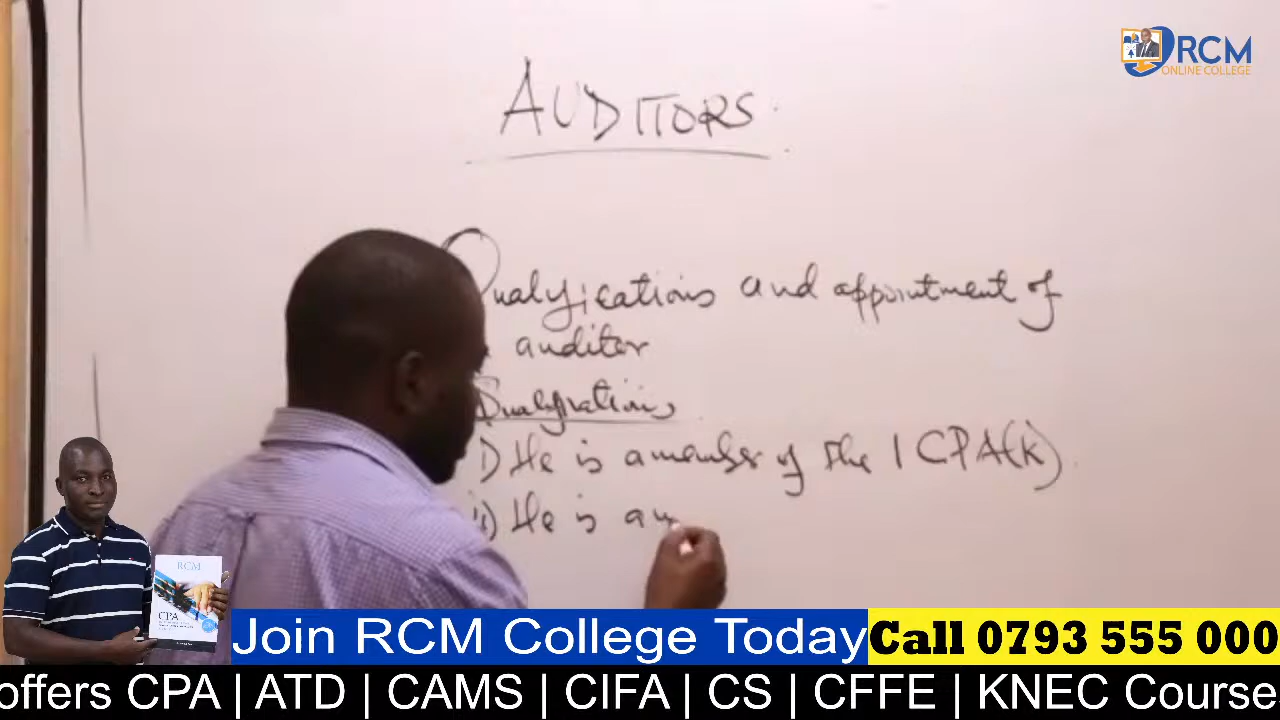 RCM
ONLINE COLLEGE
AUDITORS
Qualifications and appointment of
auditor
Qualifications
i) He is a member of the ICPA(K).
ii) He is a
RCM
CPA
Join RCM College Today
Call 0793 555 000
offers CPA | ATD | CAMS | CIFA | CS | CFFE | KNEC Course